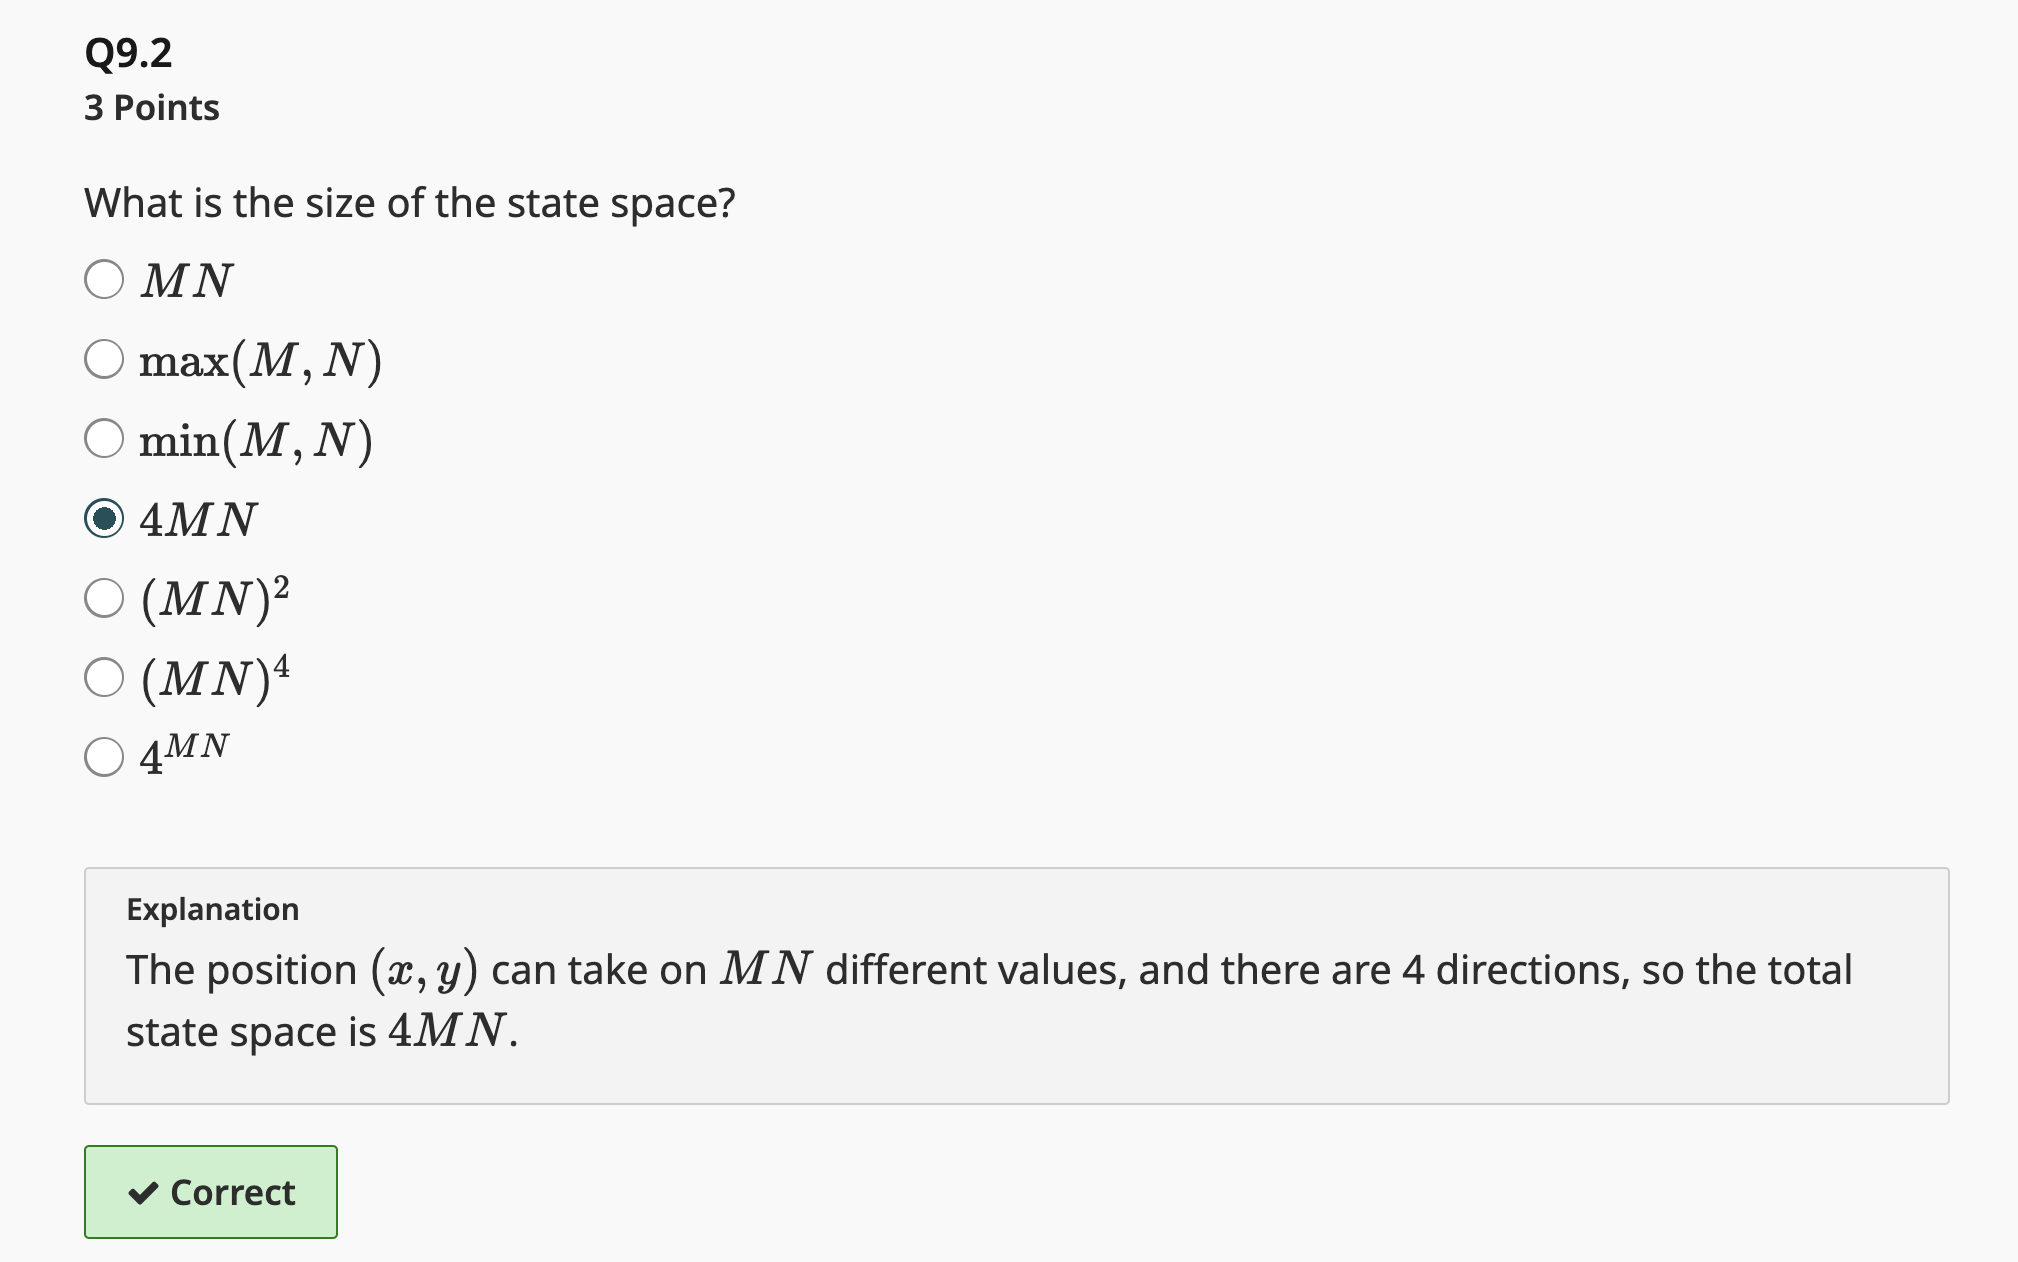 Q9.2
3 Points
What is the size of the state space?
MN
max(M, N)
min(M, N)
4MN
(MN)²
(MN)⁴
4^{MN}
Explanation
The position (x, y) can take on MN different values, and there are 4 directions, so the total
state space is 4MN.
✔ Correct